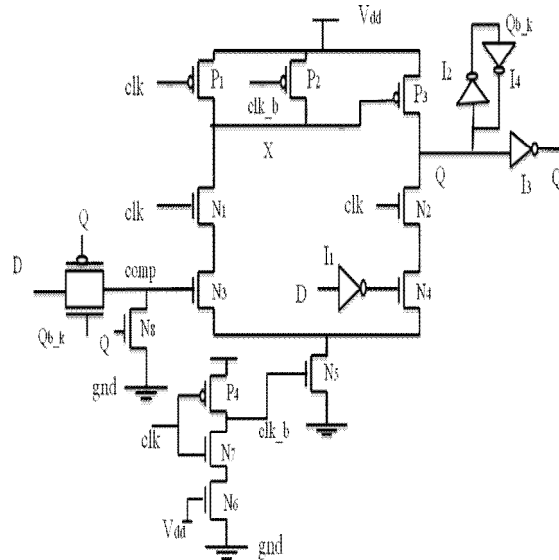 Vdd
Qb_k
clk
P1
clk_b
P2
P3
I2
I4
X
Q
I3
Q
clk
N1
clk
N2
Q
I1
D
comp
N3
D
N4
Qb_k
Q
N8
N5
gnd
P4
clk
clk_b
N7
Vdd
N6
gnd